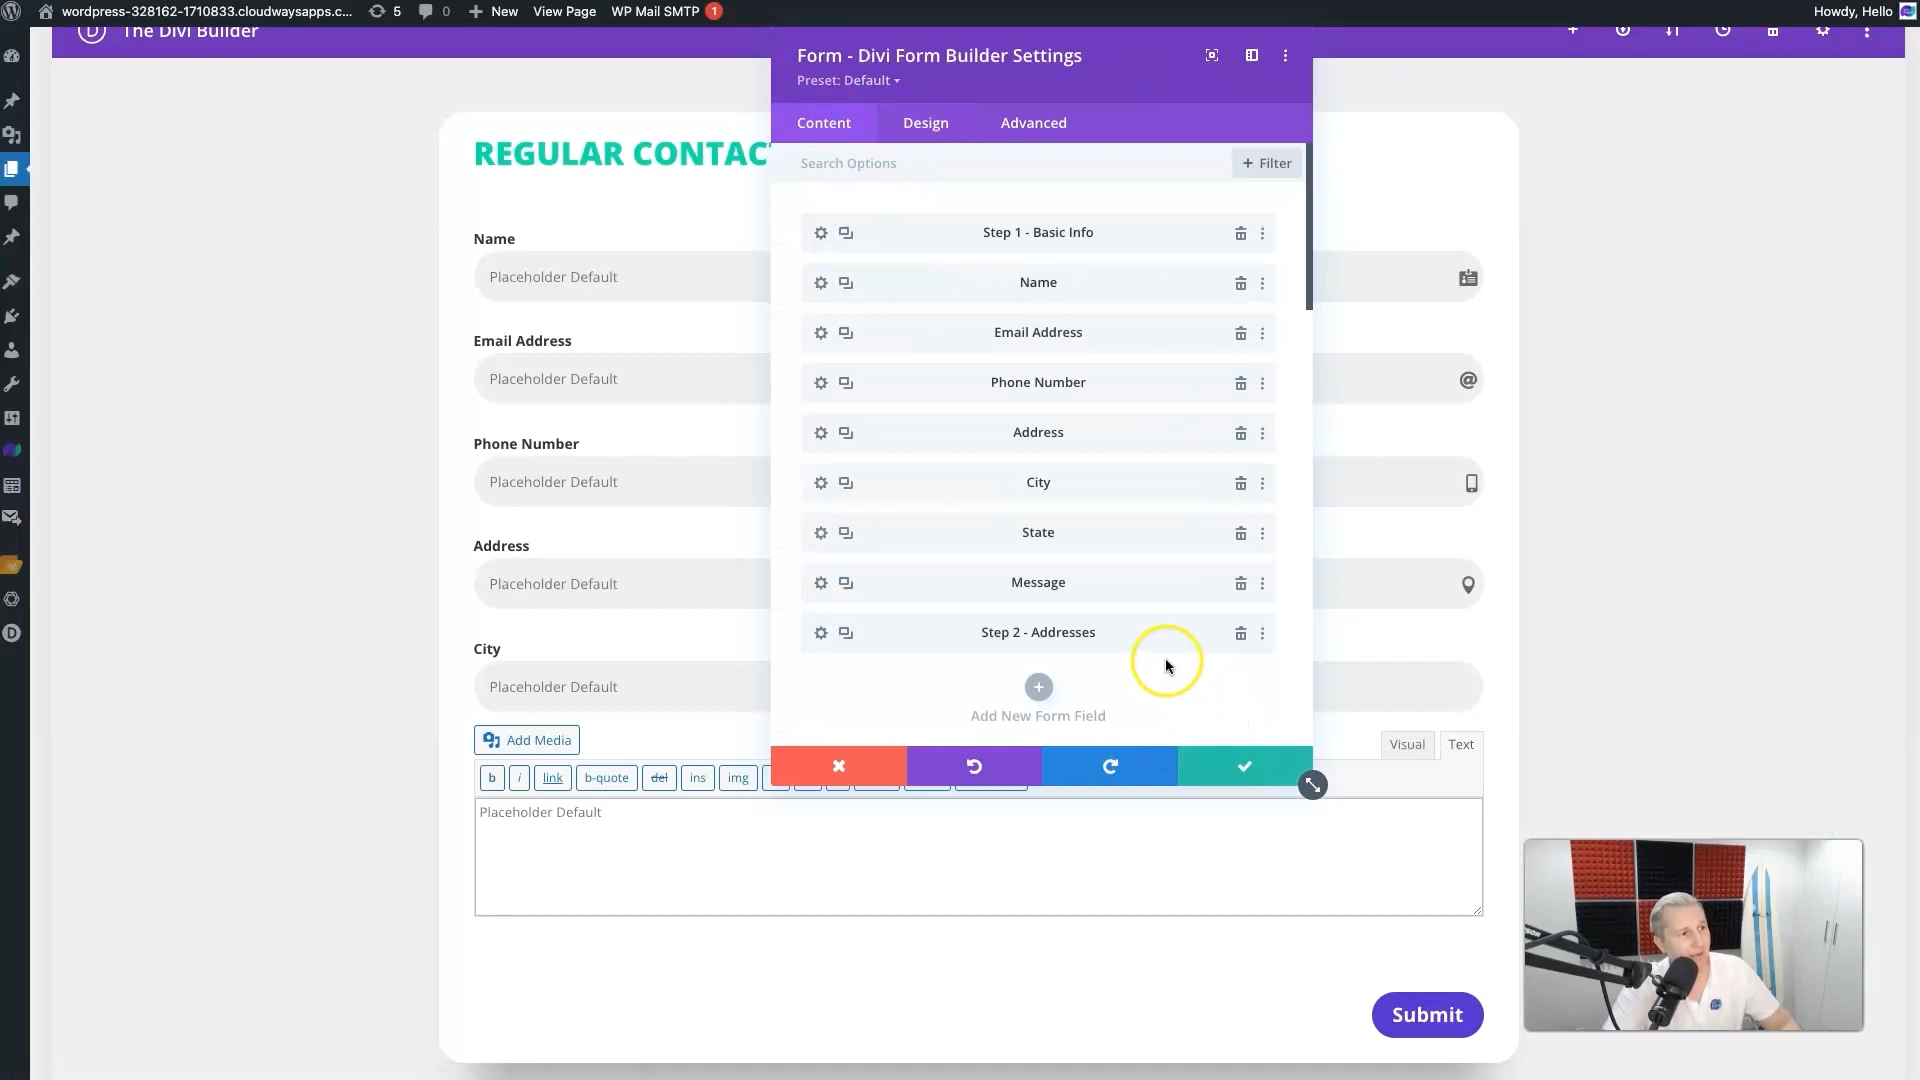 wordpress-328162-1710833.cloudwaysapps.c... 5 0 New View Page WP Mail SMTP 1 Howdy, Hello
The Divi Builder
Form - Divi Form Builder Settings
Preset: Default
Content Design Advanced
Search Options + Filter
REGULAR CONTAC
Step 1 - Basic Info
Name
Name
Placeholder Default
Email Address
Email Address
Placeholder Default
Phone Number
Phone Number
Placeholder Default
Address
Address
Placeholder Default
City
City
Placeholder Default
State
Message
Step 2 - Addresses
Add New Form Field
Add Media
Visual Text
b i link b-quote del ins img
Placeholder Default
Submit